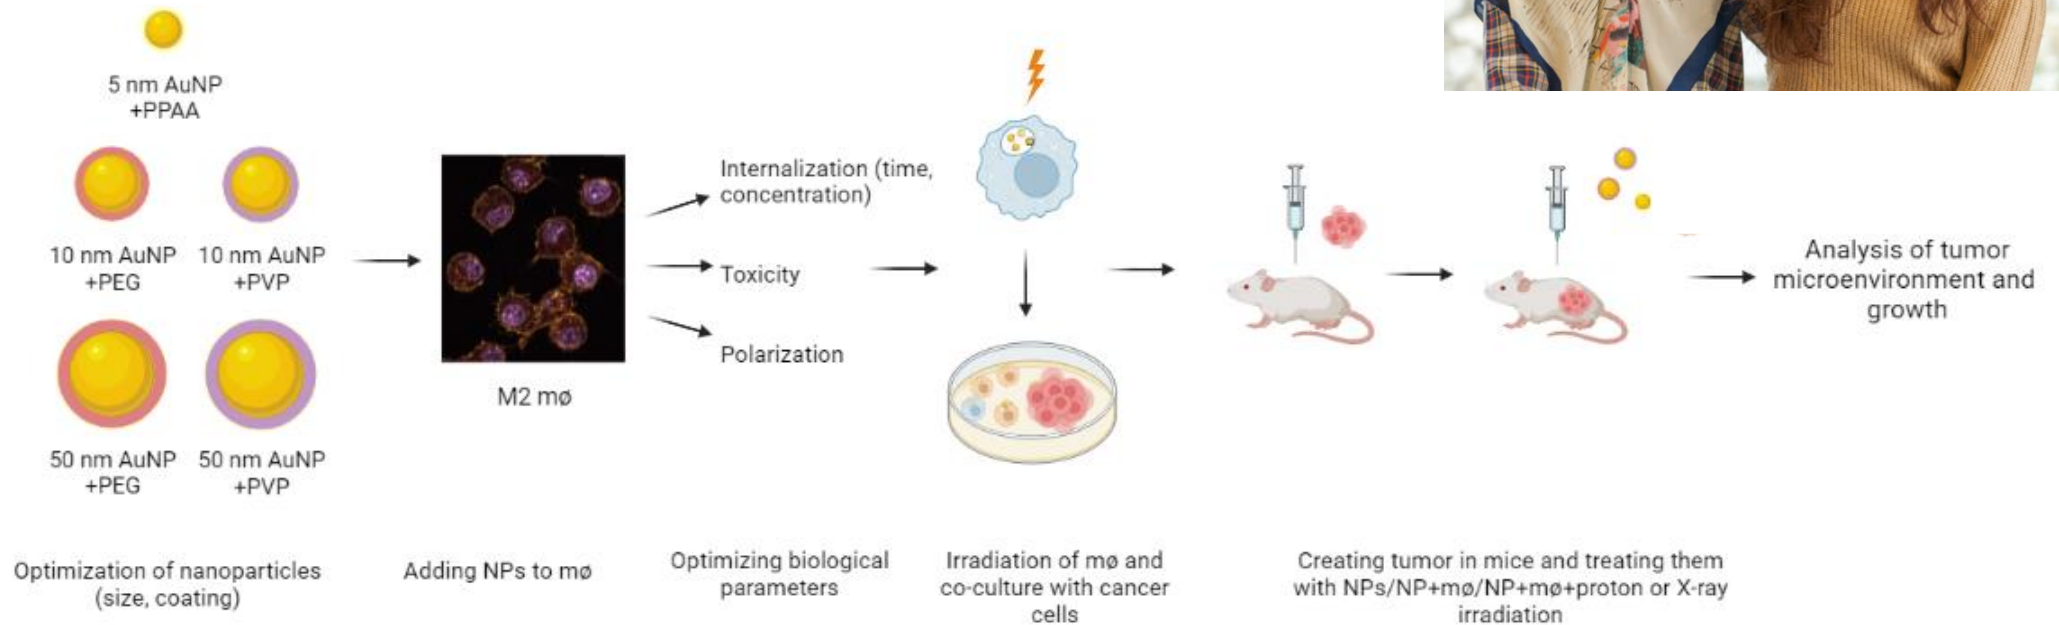 5 nm AuNP
+PPAA
10 nm AuNP
+PEG
10 nm AuNP
+PVP
50 nm AuNP
+PEG
50 nm AuNP
+PVP
Optimization of nanoparticles
(size, coating)
M2 mø
Adding NPs to mø
Internalization (time,
concentration)
Toxicity
Polarization
Optimizing biological
parameters
Irradiation of mø and
co-culture with cancer
cells
Creating tumor in mice and treating them
with NPs/NP+mø/NP+mø+proton or X-ray
irradiation
Analysis of tumor
microenvironment and
growth